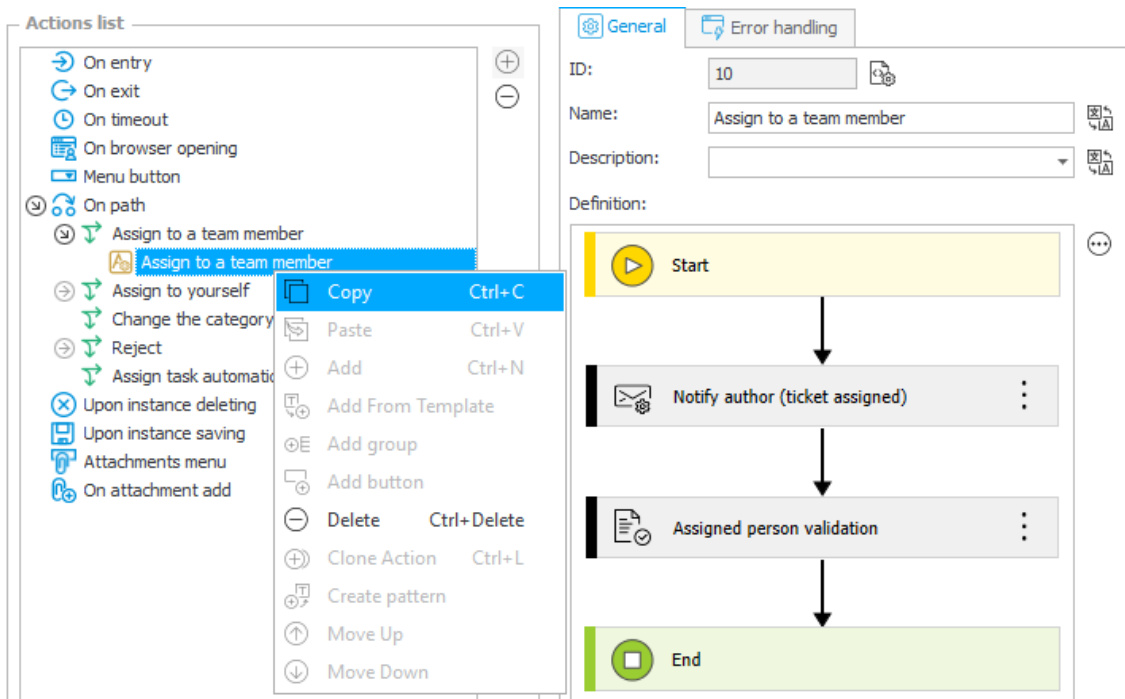 Actions list
On entry
On exit
On timeout
On browser opening
Menu button
On path
Assign to a team member
Assign to a team member
Assign to yourself
Change the category
Reject
Assign task automatic
Upon instance deleting
Upon instance saving
Attachments menu
On attachment add
Copy Ctrl+C
Paste Ctrl+V
Add Ctrl+N
Add From Template
Add group
Add button
Delete Ctrl+Delete
Clone Action Ctrl+L
Create pattern
Move Up
Move Down
General
Error handling
ID: 10
Name: Assign to a team member
Description:
Definition:
Start
Notify author (ticket assigned)
Assigned person validation
End